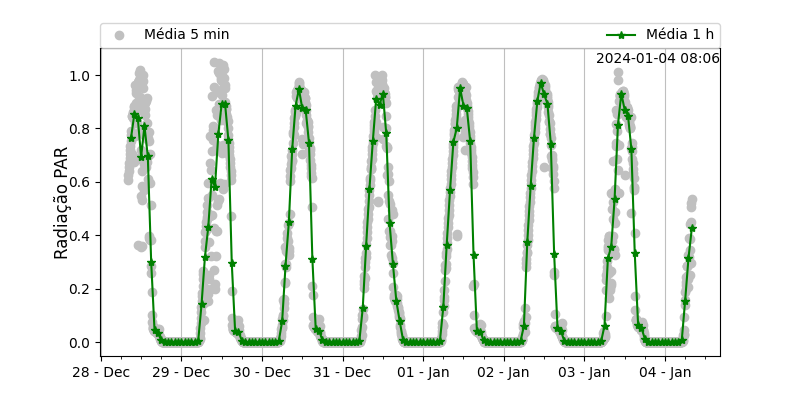 Média 5 min
Média 1 h
2024-01-04 08:06
Radiação PAR
1.0
0.8
0.6
0.4
0.2
0.0
28 - Dec
29 - Dec
30 - Dec
31 - Dec
01 - Jan
02 - Jan
03 - Jan
04 - Jan